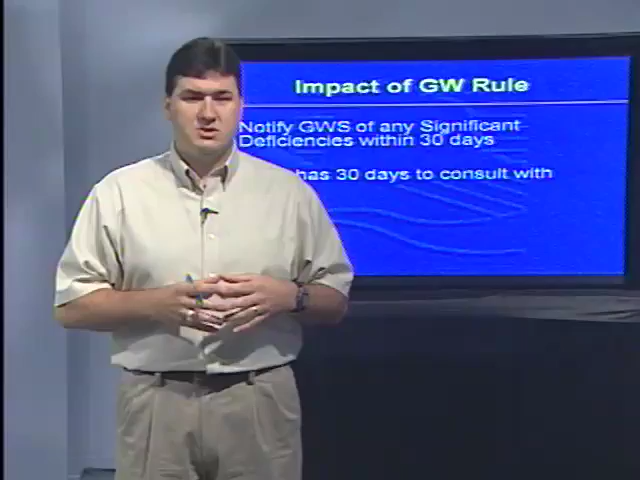 Impact of GW Rule
Notify GWS of any Significant
Deficiencies within 30 days
has 30 days to consult with